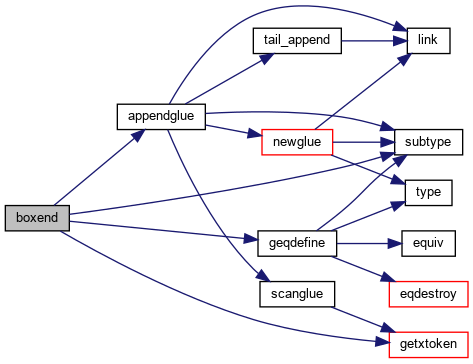 boxend
appendglue
tail_append
newglue
geqdefine
scanglue
link
subtype
type
equiv
eqdestroy
getxtoken